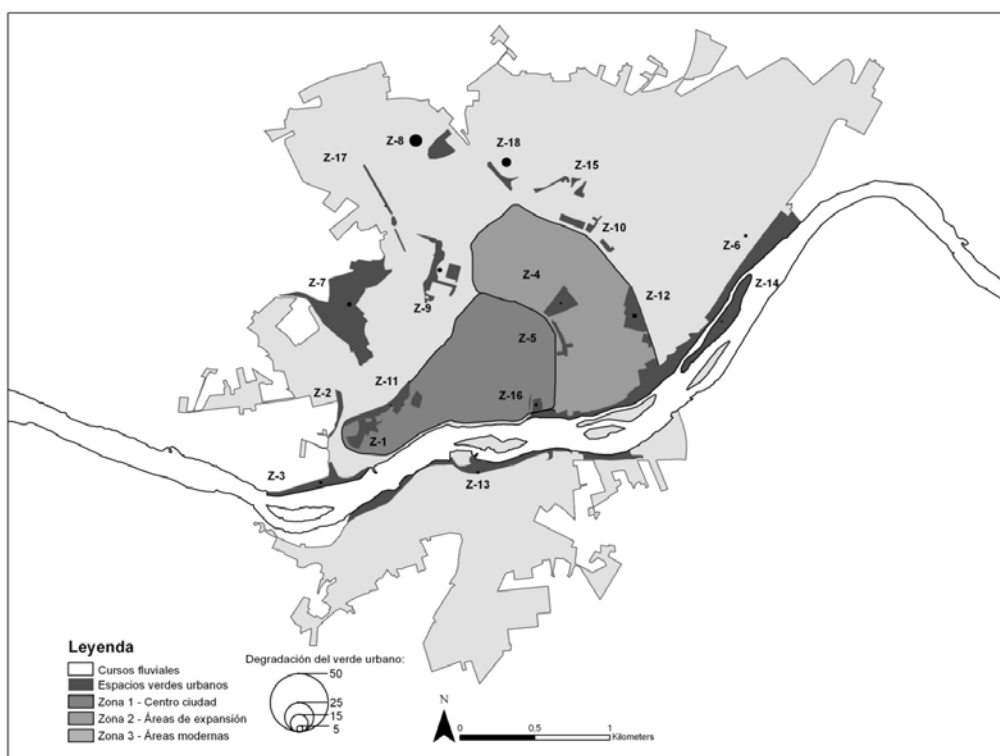 Z-18
Z-8
Z-17
Z-15
Z-10
Z-6
Z-7
Z-4
Z-14
Z-12
Z-9
Z-5
Z-11
Z-2
Z-16
Z-1
Z-3
Z-13
Leyenda
Cursos fluviales
Espacios verdes urbanos
Zona 1 - Centro ciudad
Zona 2 - Áreas de expansión
Zona 3 - Áreas modernas
Degradación del verde urbano:
50
25
15
5
N
0 0.5 1
Kilometers